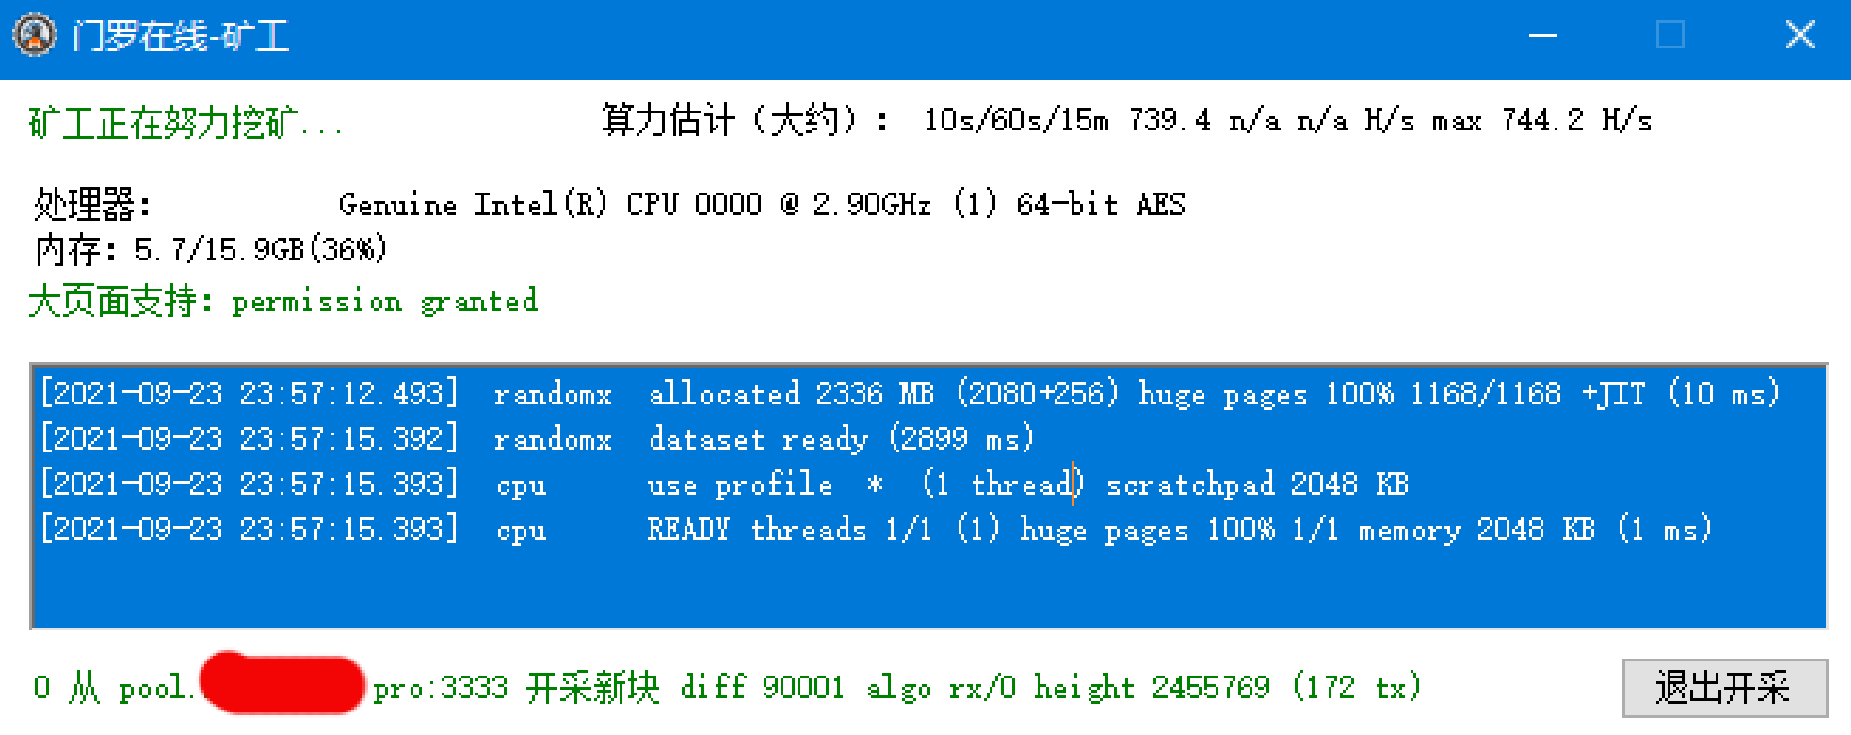 门罗在线-矿工
矿工正在努力挖矿...
算力估计（大约）： 10s/60s/15m 739.4 n/a n/a H/s max 744.2 H/s
处理器： Genuine Intel(R) CPU 0000 @ 2.90GHz (1) 64-bit AES
内存：5.7/15.9GB(36%)
大页面支持：permission granted
[2021-09-23 23:57:12.493] randomx allocated 2336 MB (2080+256) huge pages 100% 1168/1168 +JIT (10 ms)
[2021-09-23 23:57:15.392] randomx dataset ready (2899 ms)
[2021-09-23 23:57:15.393] cpu use profile * (1 thread) scratchpad 2048 KB
[2021-09-23 23:57:15.393] cpu READY threads 1/1 (1) huge pages 100% 1/1 memory 2048 KB (1 ms)
0 从 pool. pro:3333 开采新块 diff 90001 algo rx/0 height 2455769 (172 tx)
退出开采